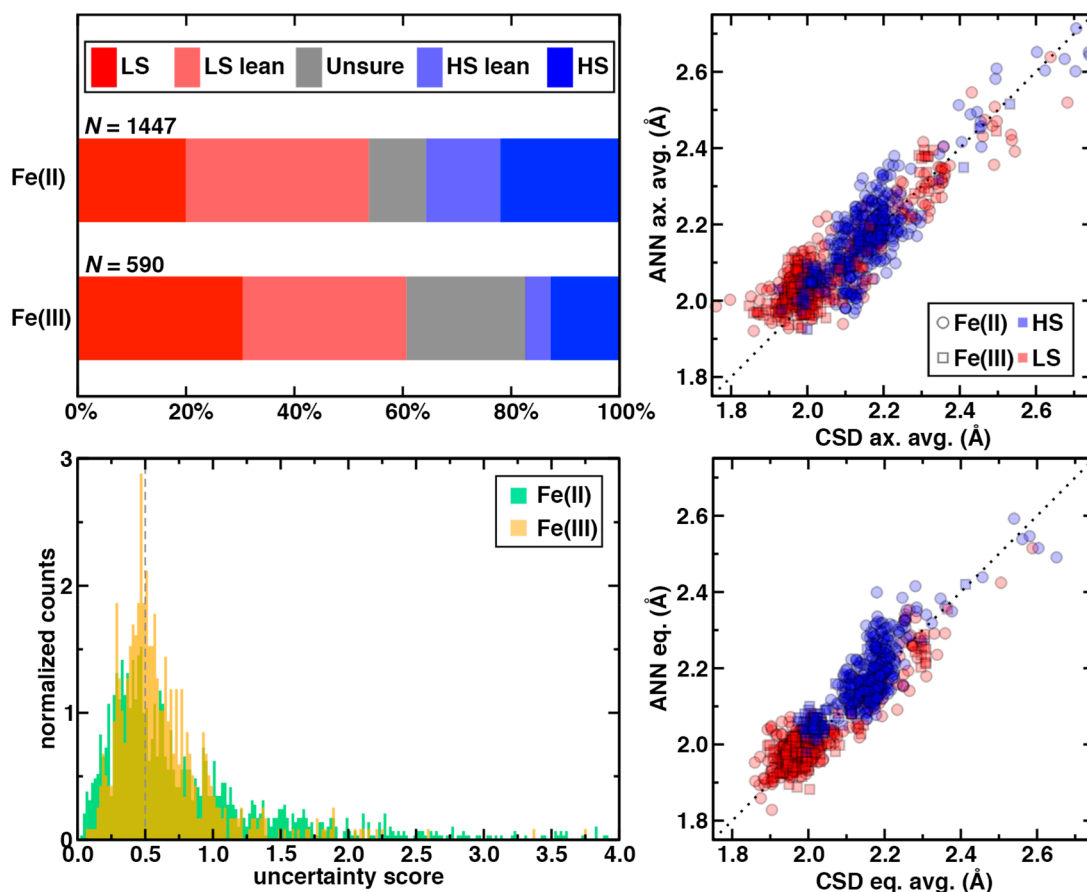 LS LS lean Unsure HS lean HS
N = 1447
Fe(II)
N = 590
Fe(III)
0% 20% 40% 60% 80% 100%
2.6
2.4
2.2
2.0
1.8
ANN ax. avg. (Å)
Fe(II) HS
Fe(III) LS
1.8 2.0 2.2 2.4 2.6
CSD ax. avg. (Å)
3
2
1
0
normalized counts
Fe(II)
Fe(III)
0.0 0.5 1.0 1.5 2.0 2.5 3.0 3.5 4.0
uncertainty score
2.6
2.4
2.2
2.0
1.8
ANN eq. (Å)
1.8 2.0 2.2 2.4 2.6
CSD eq. avg. (Å)